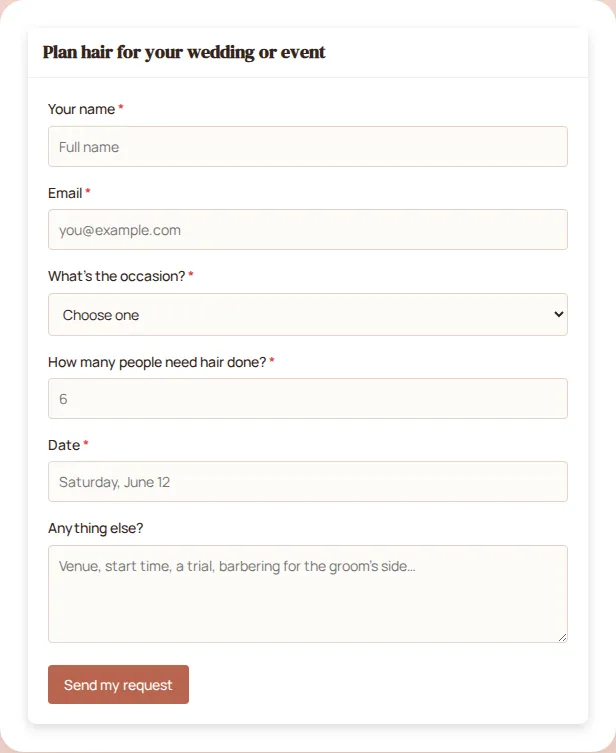 Plan hair for your wedding or event
Your name *
Full name
Email *
you@example.com
What's the occasion? *
Choose one
How many people need hair done? *
6
Date *
Saturday, June 12
Anything else?
Venue, start time, a trial, barbering for the groom's side…
Send my request